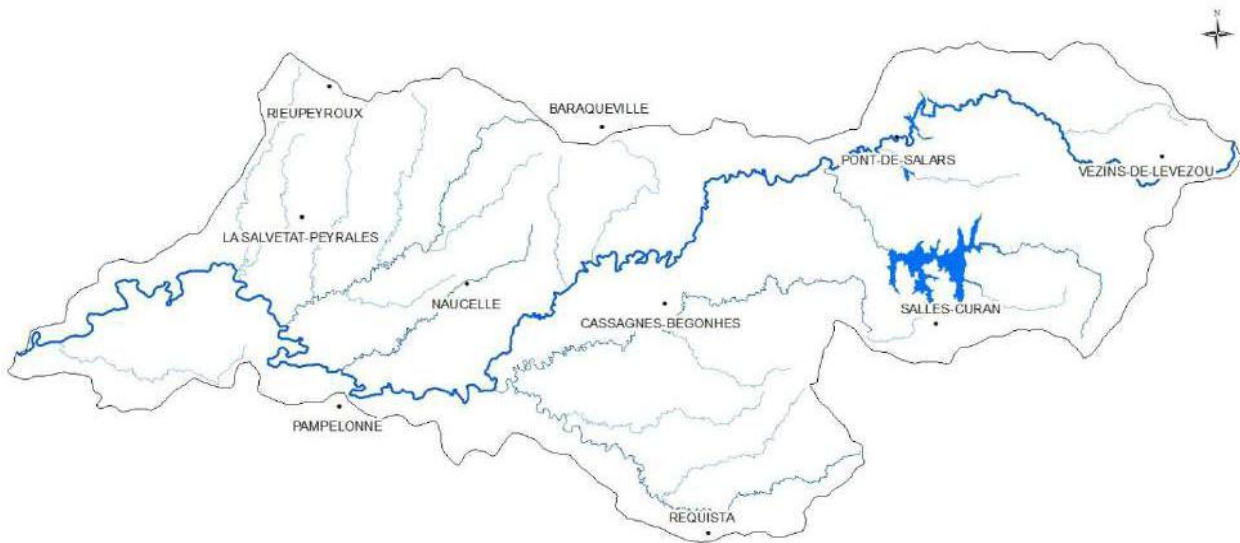 N
RIEUPEYROUX
BARAQUEVILLE
PONT-DE-SALARS
VEZINS-DE-LEVEZOU
LA SALVETAT-PEYRALES
NAUCELLE
CASSAGNES-BEGONHES
SALLES-CURAN
PAMPELONNE
REQUISTA